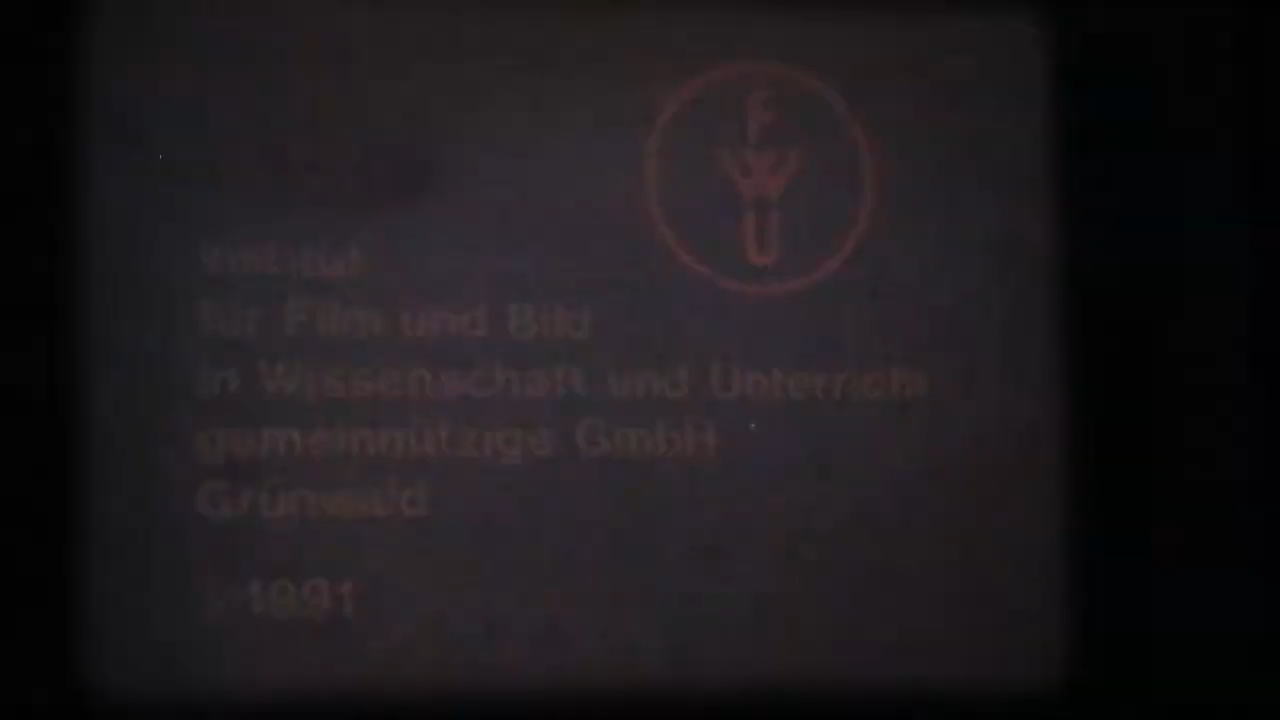 F
W
U
Institut
für Film und Bild
in Wissenschaft und Unterricht
gemeinnützige GmbH
Grünwald
1991